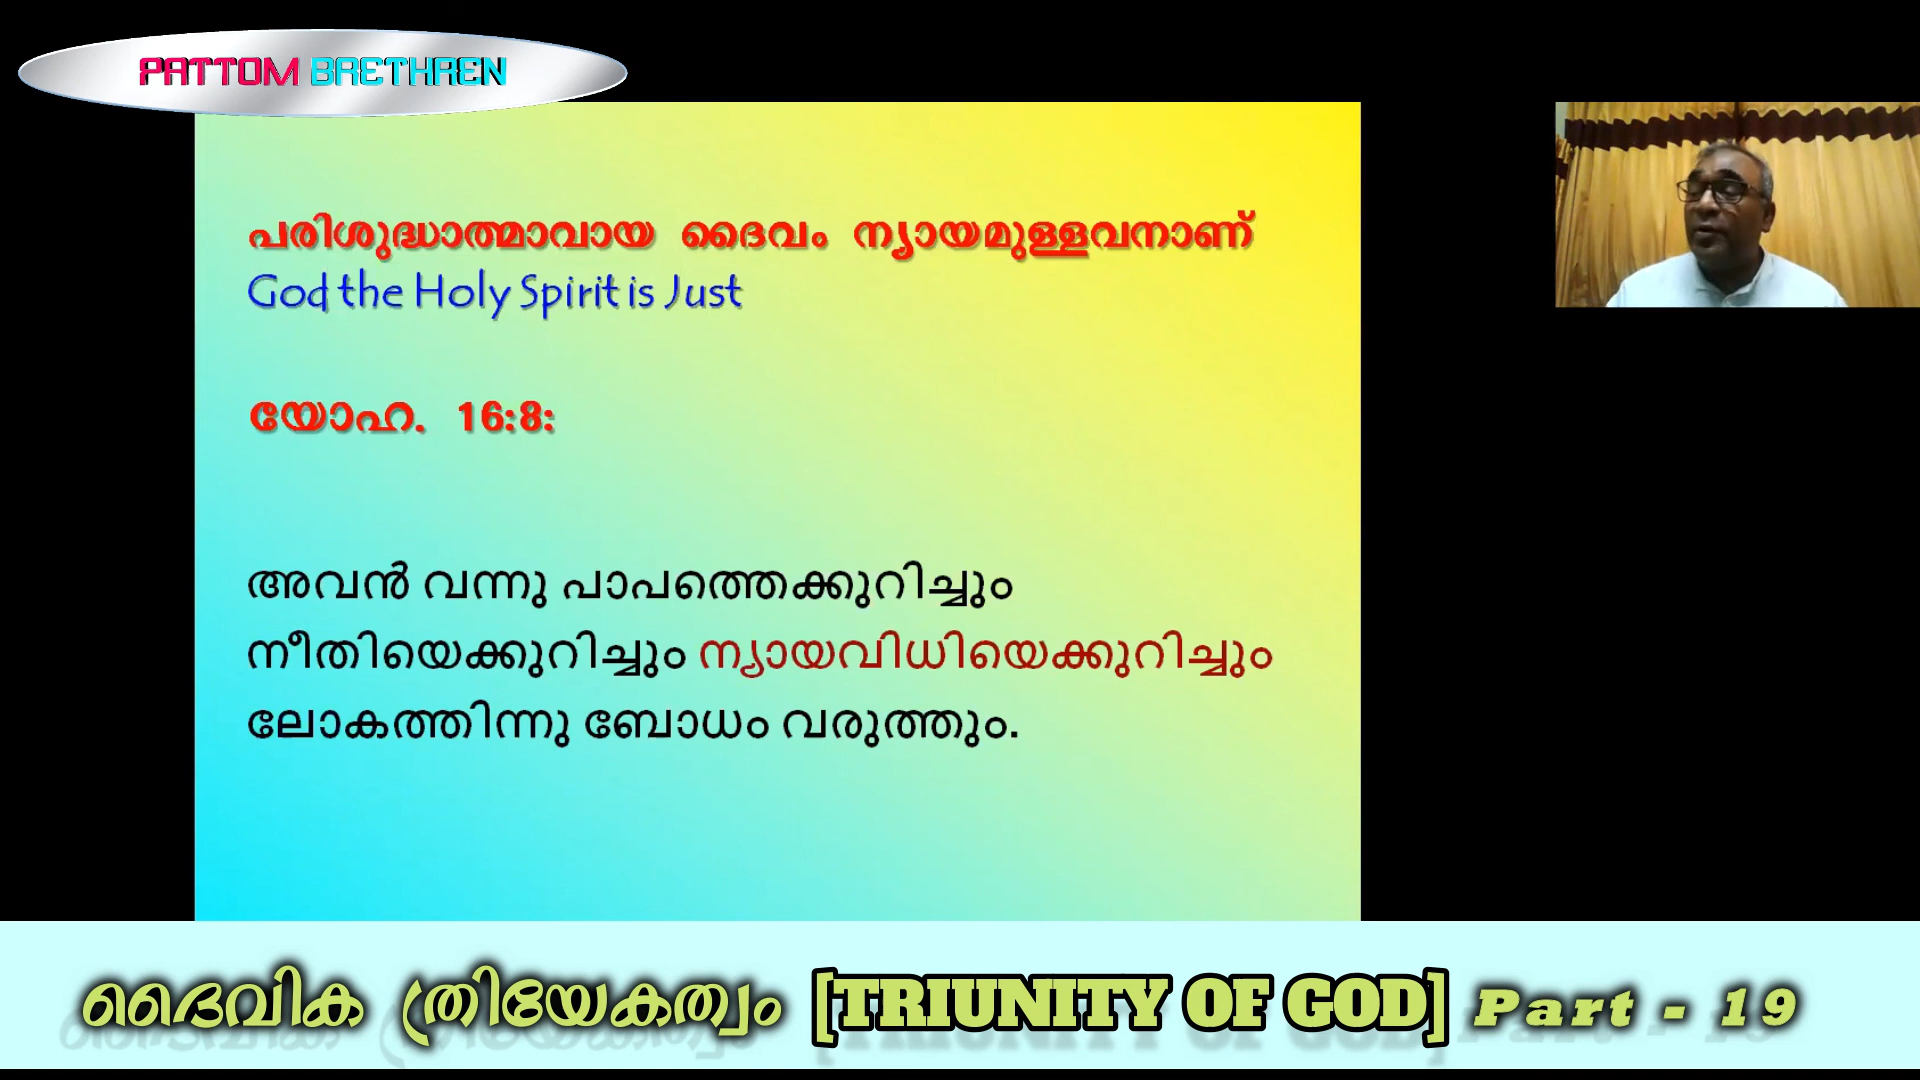 PATTOM BRETHREN
പരിശുദ്ധാത്മാവായ ദൈവം ന്യായമുള്ളവനാണ്
God the Holy Spirit is Just
യോഹ. 16:8:
അവൻ വന്നു പാപത്തെക്കുറിച്ചും
നീതിയെക്കുറിച്ചും ന്യായവിധിയെക്കുറിച്ചും
ലോകത്തിന്നു ബോധം വരുത്തും.
ദൈവിക ത്രിയേകത്വം [TRIUNITY OF GOD] Part - 19